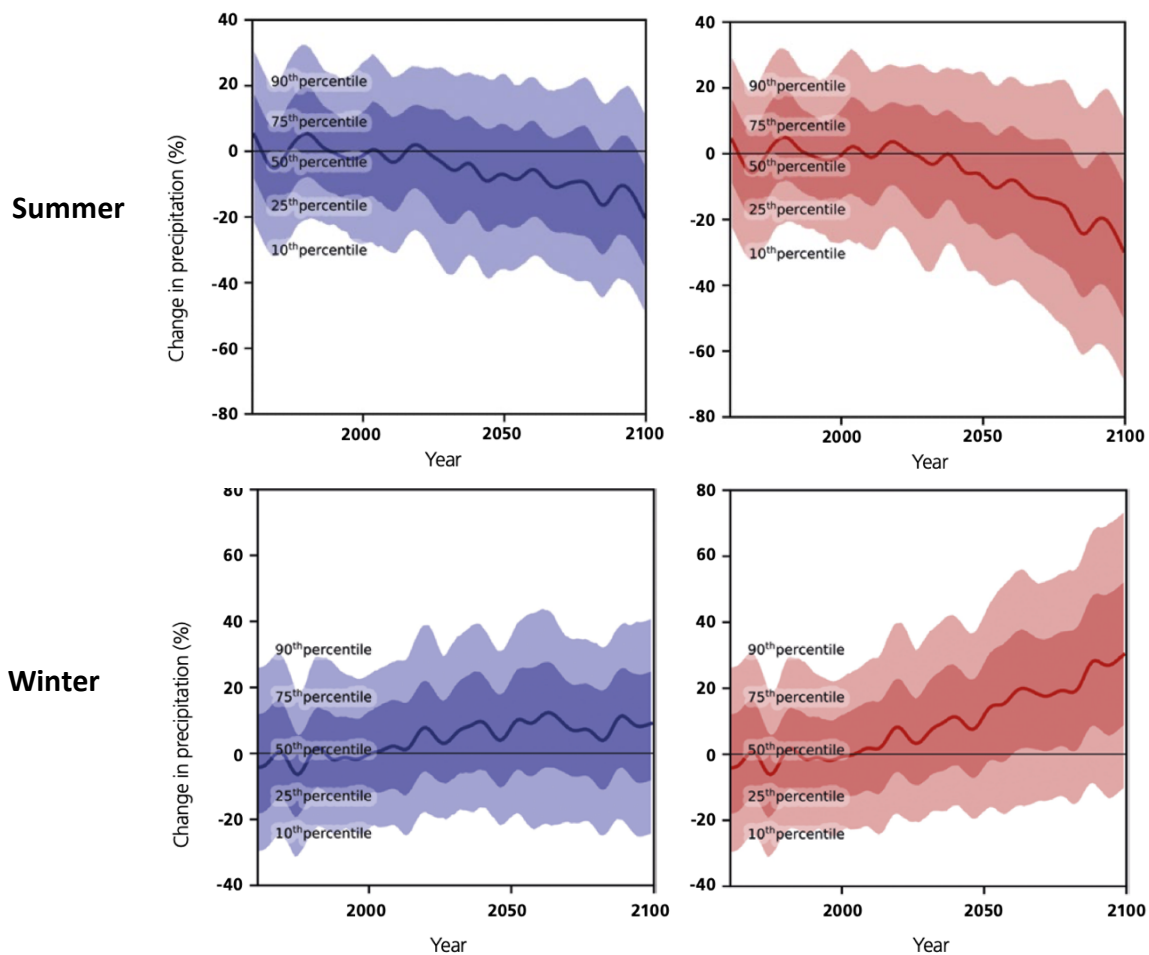 Summer
Change in precipitation (%)
40
20
0
-20
-40
-60
-80
90th percentile
75th percentile
50th percentile
25th percentile
10th percentile
2000
2050
2100
Year
40
20
0
-20
-40
-60
-80
90th percentile
75th percentile
50th percentile
25th percentile
10th percentile
2000
2050
2100
Year
Winter
Change in precipitation (%)
80
60
40
20
0
-20
-40
90th percentile
75th percentile
50th percentile
25th percentile
10th percentile
2000
2050
2100
Year
80
60
40
20
0
-20
-40
90th percentile
75th percentile
50th percentile
25th percentile
10th percentile
2000
2050
2100
Year